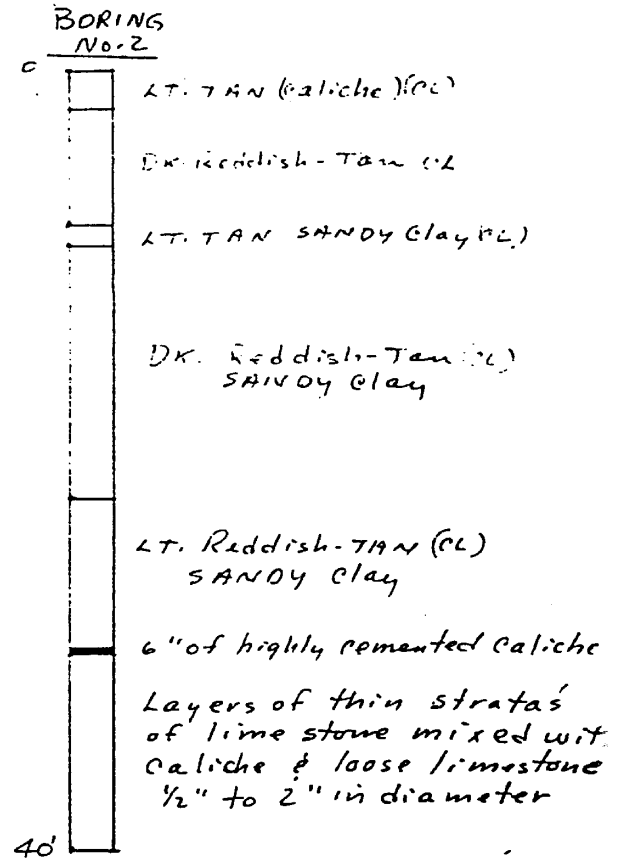 BORING
No. 2
0
LT. TAN (Caliche) (CL)
DK. Reddish-Tan CL
LT. TAN SANDY Clay (CL)
DK. Reddish-Tan (CL)
SANDY Clay
LT. Reddish-TAN (CL)
SANDY Clay
6" of highly cemented Caliche
Layers of thin stratas
of lime stone mixed wit
Caliche & loose limestone
1/2" to 2" in diameter
40'